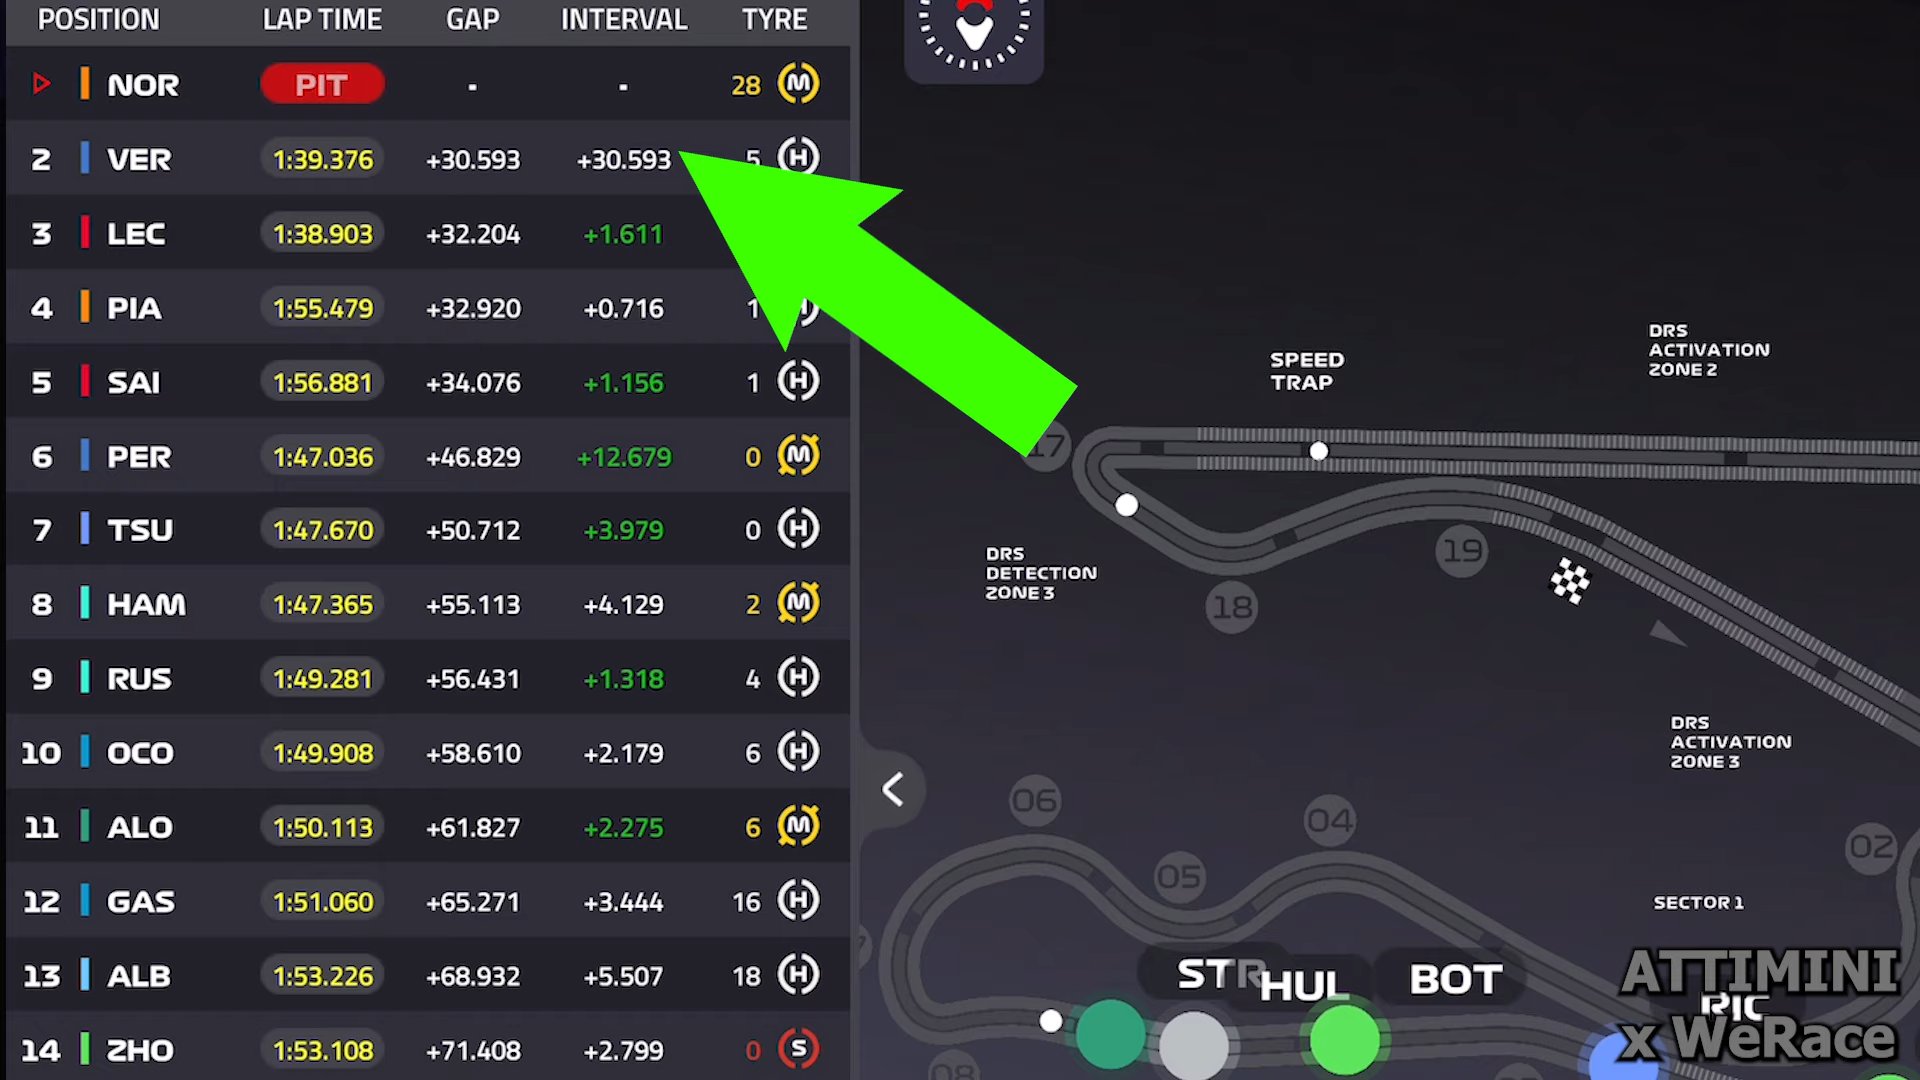 POSITION LAP TIME GAP INTERVAL TYRE
NOR PIT - - 28 M
2 VER 1:39.376 +30.593 +30.593 5 H
3 LEC 1:38.903 +32.204 +1.611
4 PIA 1:55.479 +32.920 +0.716 1
5 SAI 1:56.881 +34.076 +1.156 1 H
6 PER 1:47.036 +46.829 +12.679 0 M
7 TSU 1:47.670 +50.712 +3.979 0 H
8 HAM 1:47.365 +55.113 +4.129 2 M
9 RUS 1:49.281 +56.431 +1.318 4 H
10 OCO 1:49.908 +58.610 +2.179 6 H
11 ALO 1:50.113 +61.827 +2.275 6 M
12 GAS 1:51.060 +65.271 +3.444 16 H
13 ALB 1:53.226 +68.932 +5.507 18 H
14 ZHO 1:53.108 +71.408 +2.799 0 S
SPEED
TRAP
DRS
ACTIVATION
ZONE 2
17
DRS
DETECTION
ZONE 3
18
19
DRS
ACTIVATION
ZONE 3
06
05
04
02
SECTOR 1
08
STR
HUL
BOT
RIC
ATTIMINI
x WeRace